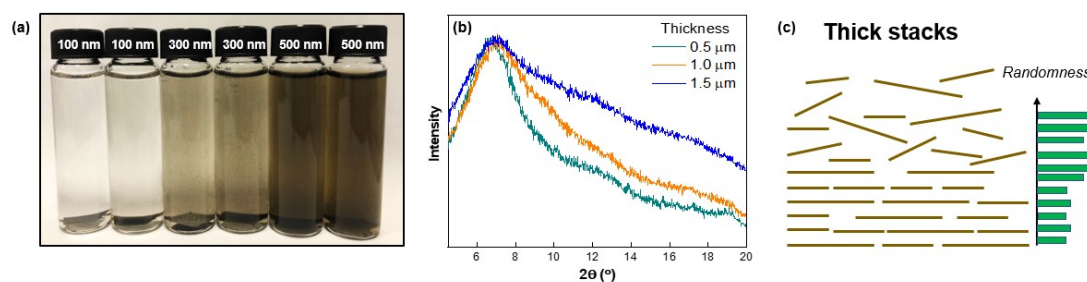 (a)
100 nm 100 nm 300 nm 300 nm 500 nm 500 nm
(b)
Thickness
0.5 μm
1.0 μm
1.5 μm
Intensity
6 8 10 12 14 16 18 20
2θ (º)
(c)
Thick stacks
Randomness